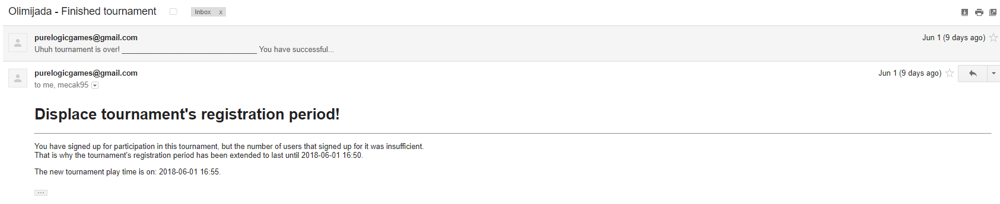 Olimijada - Finished tournament
Inbox x
purelogicgames@gmail.com
Jun 1 (9 days ago)
Uhuh tournament is over! ________________________________ You have successful...
purelogicgames@gmail.com
Jun 1 (9 days ago)
to me, mecak95
Displace tournament's registration period!
You have signed up for participation in this tournament, but the number of users that signed up for it was insufficient.
That is why the tournament's registration period has been extended to last until 2018-06-01 16:50.
The new tournament play time is on: 2018-06-01 16:55.